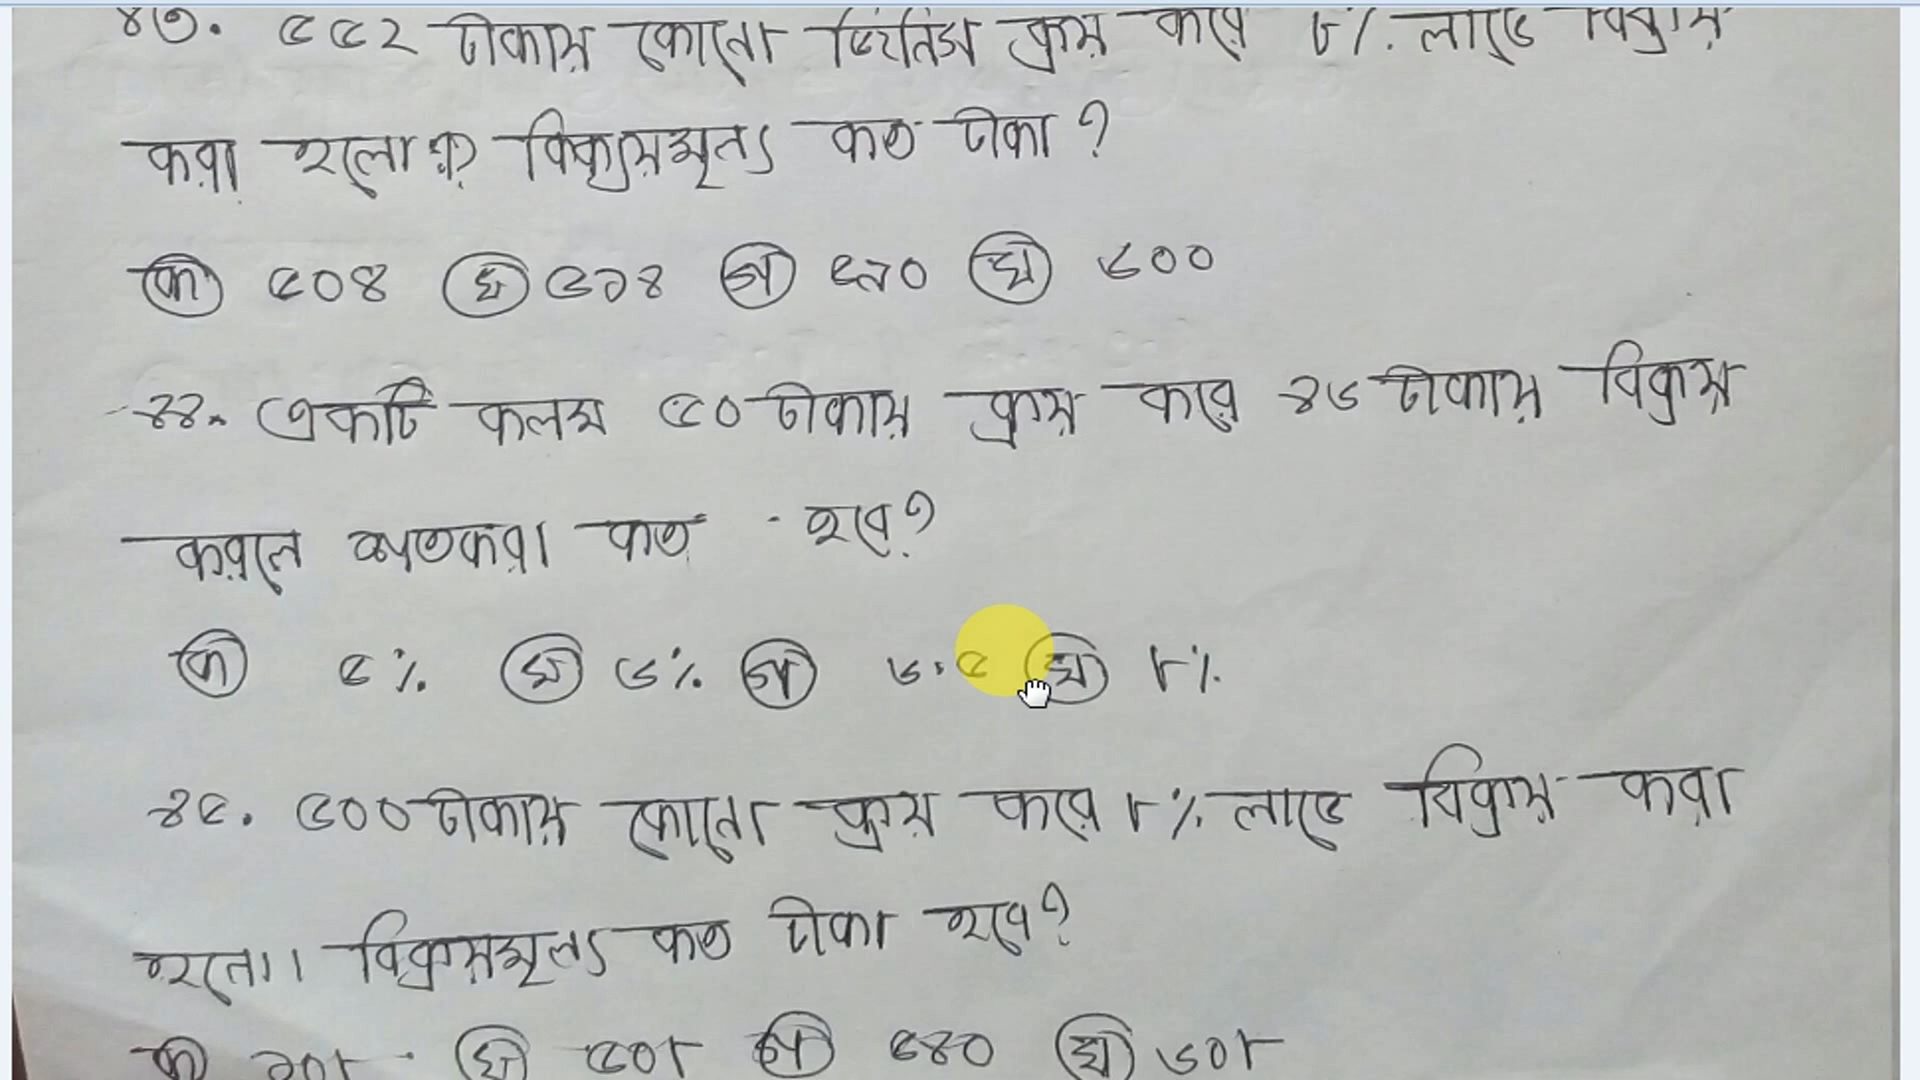 ৪৩. ৫৫২ টাকায় কোনো জিনিস ক্রয় করে ৮%. লাভে বিক্রয়
করা হলো? বিক্রয়মূল্য কত টাকা?
ক ৫০৪ খ ৫৯৪ গ ৫৭০ ঘ ৬০০
৪৪. একটি কলম ৫০ টাকায় ক্রয় করে ৪৬ টাকায় বিক্রয়
করলে শতকরা কত হবে?
ক ৫%. খ ৬%. গ ৬.৫ ঘ ৮%.
৪৫. ৫০০ টাকায় কোনো ক্রয় করে ৮%. লাভে বিক্রয় করা
হলো। বিক্রয়মূল্য কত টাকা হবে?
ক খ ৫০৮ গ ৫৪০ ঘ ৬০৮